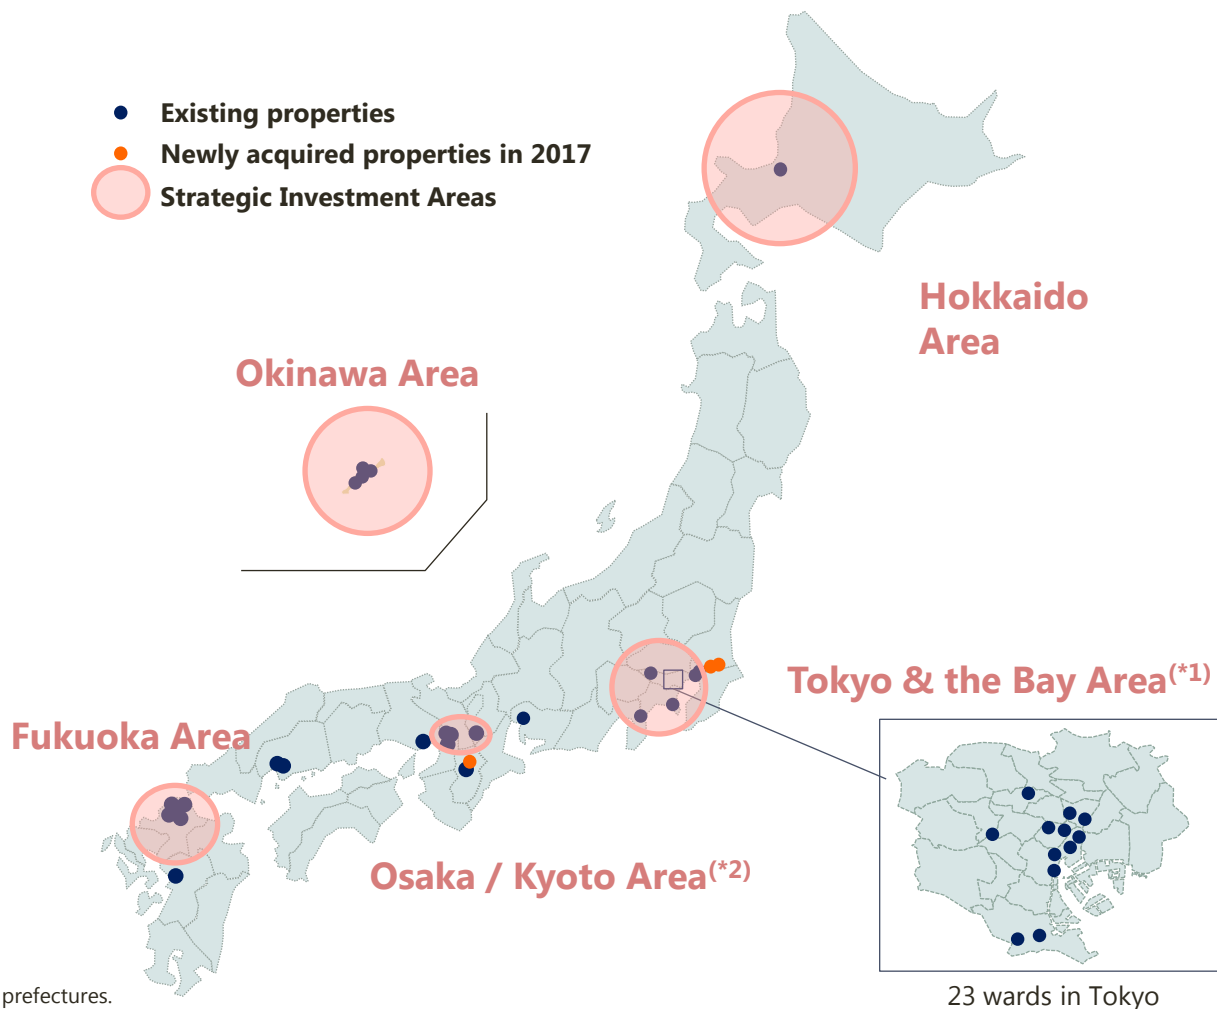 Existing properties
Newly acquired properties in 2017
Strategic Investment Areas
Hokkaido
Area
Okinawa Area
Tokyo & the Bay Area(*1)
Fukuoka Area
Osaka / Kyoto Area(*2)
prefectures.
23 wards in Tokyo